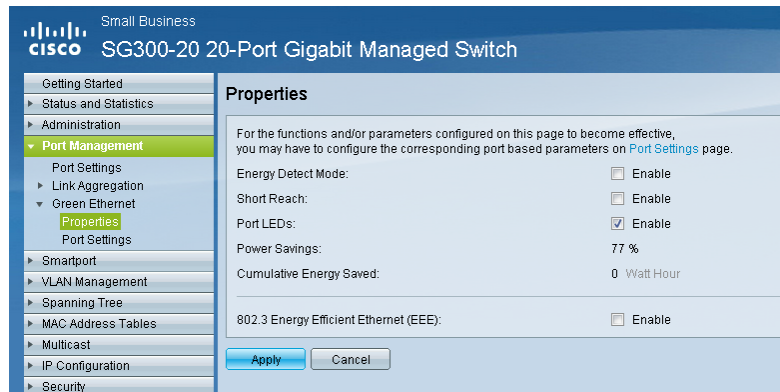 Small Business
CISCO SG300-20 20-Port Gigabit Managed Switch
Getting Started
Status and Statistics
Administration
Port Management
Port Settings
Link Aggregation
Green Ethernet
Properties
Port Settings
Smartport
VLAN Management
Spanning Tree
MAC Address Tables
Multicast
IP Configuration
Security
Properties
For the functions and/or parameters configured on this page to become effective,
you may have to configure the corresponding port based parameters on Port Settings page.
Energy Detect Mode: Enable
Short Reach: Enable
Port LEDs: Enable
Power Savings: 77 %
Cumulative Energy Saved: 0 Watt Hour
802.3 Energy Efficient Ethernet (EEE): Enable
Apply Cancel